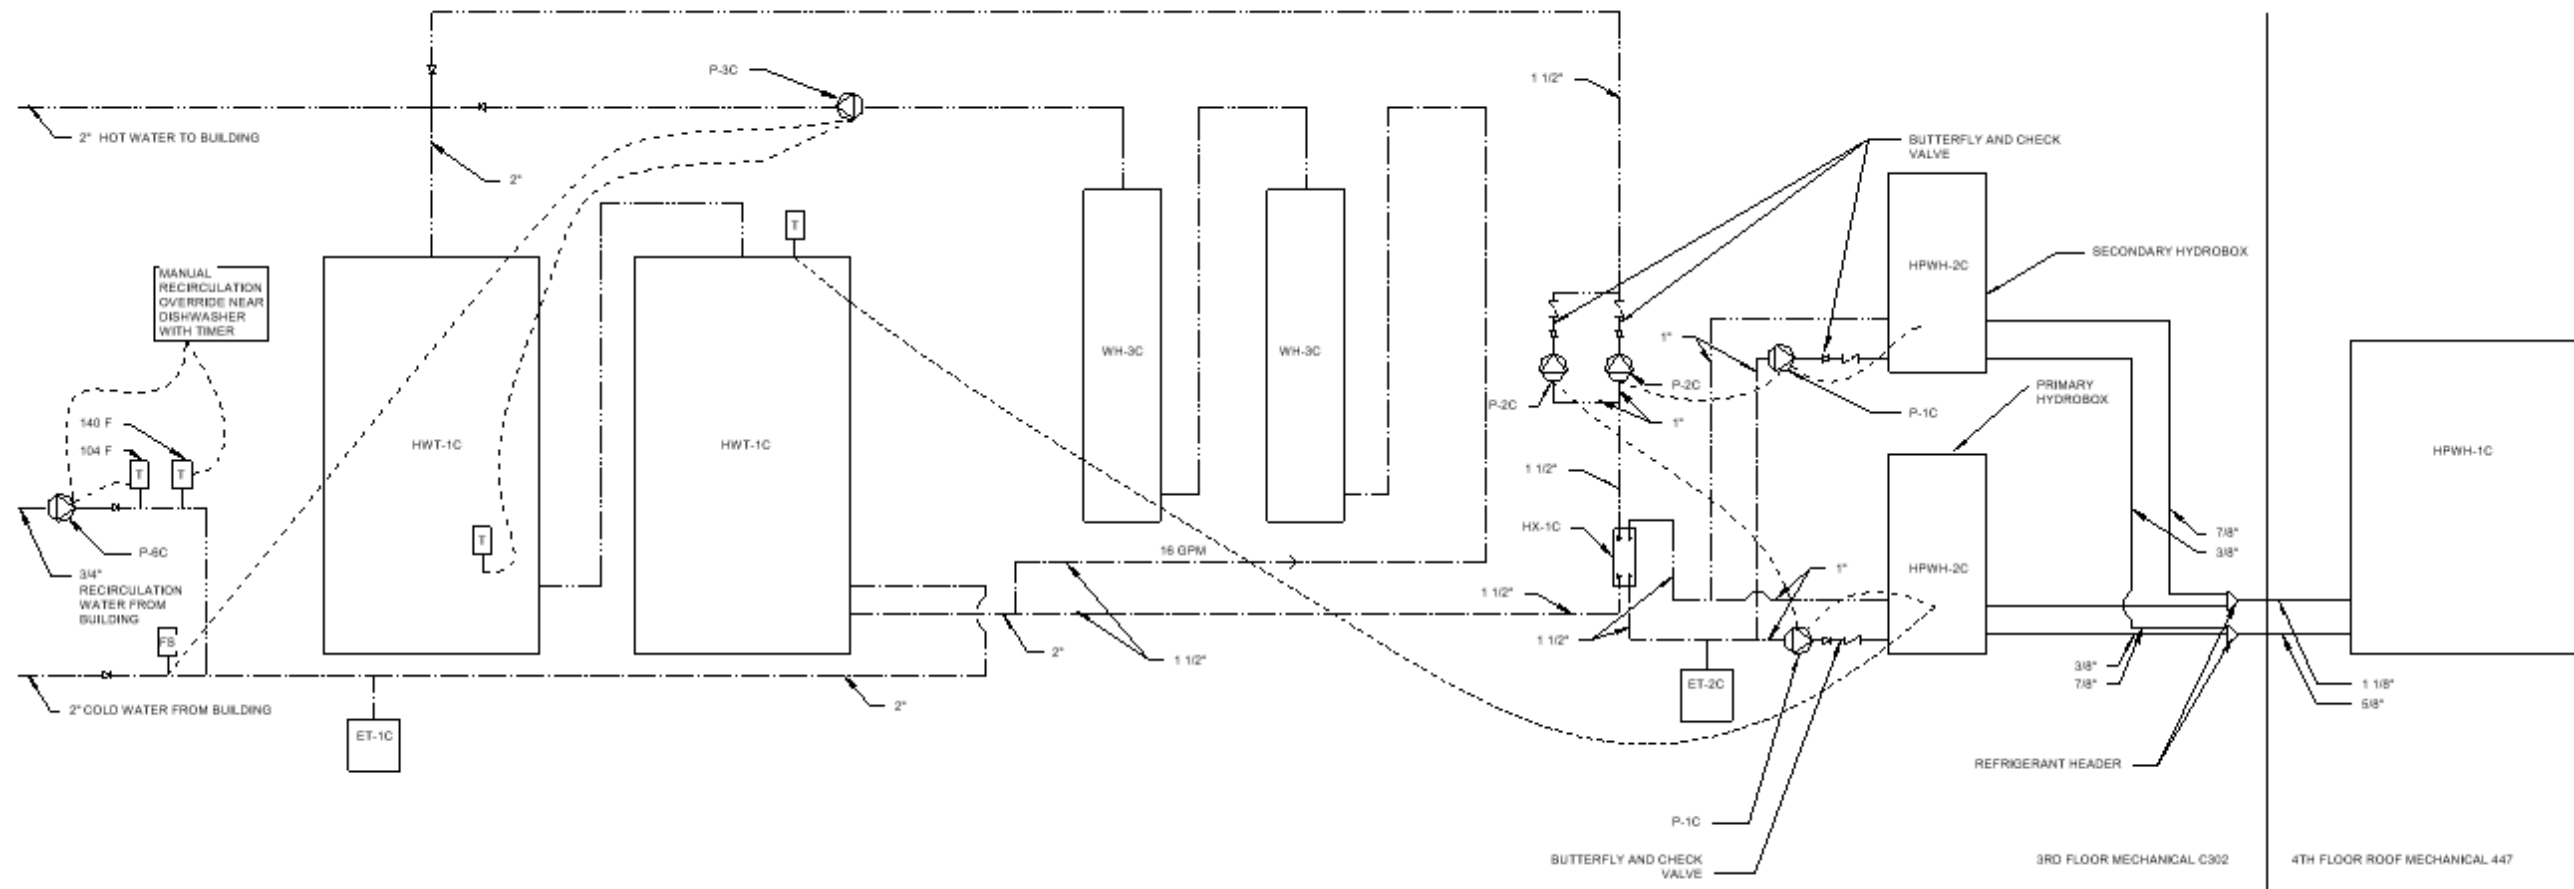 P-3C
1 1/2"
2" HOT WATER TO BUILDING
BUTTERFLY AND CHECK
VALVE
2"
T
MANUAL
RECIRCULATION
OVERRIDE NEAR
DISHWASHER
WITH TIMER
HPWH-2C
SECONDARY HYDROBOX
WH-3C
WH-3C
1"
P-2C
P-2C
1"
P-1C
PRIMARY
HYDROBOX
140 F
104 F
T
T
HWT-1C
HWT-1C
HPWH-1C
1 1/2"
P-6C
3/4"
RECIRCULATION
WATER FROM
BUILDING
T
16 GPM
HX-1C
7/8"
3/8"
HPWH-2C
1"
1 1/2"
1 1/2"
FS
2"
1 1/2"
3/8"
7/8"
1 1/8"
5/8"
2" COLD WATER FROM BUILDING
2"
ET-1C
ET-2C
REFRIGERANT HEADER
P-1C
BUTTERFLY AND CHECK
VALVE
3RD FLOOR MECHANICAL C302
4TH FLOOR ROOF MECHANICAL 447